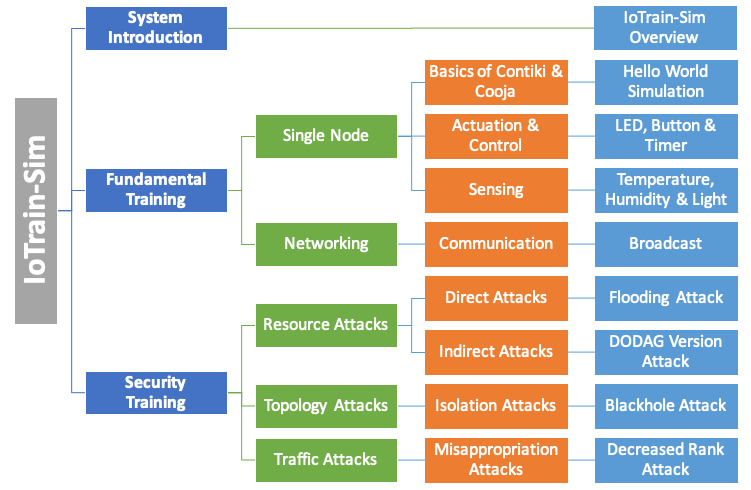 IoTrain-Sim
System
Introduction
IoTrain-Sim
Overview
Fundamental
Training
Single Node
Basics of Contiki &
Cooja
Hello World
Simulation
Actuation &
Control
LED, Button &
Timer
Sensing
Temperature,
Humidity & Light
Networking
Communication
Broadcast
Security
Training
Resource Attacks
Direct Attacks
Flooding Attack
Indirect Attacks
DODAG Version
Attack
Topology Attacks
Isolation Attacks
Blackhole Attack
Traffic Attacks
Misappropriation
Attacks
Decreased Rank
Attack